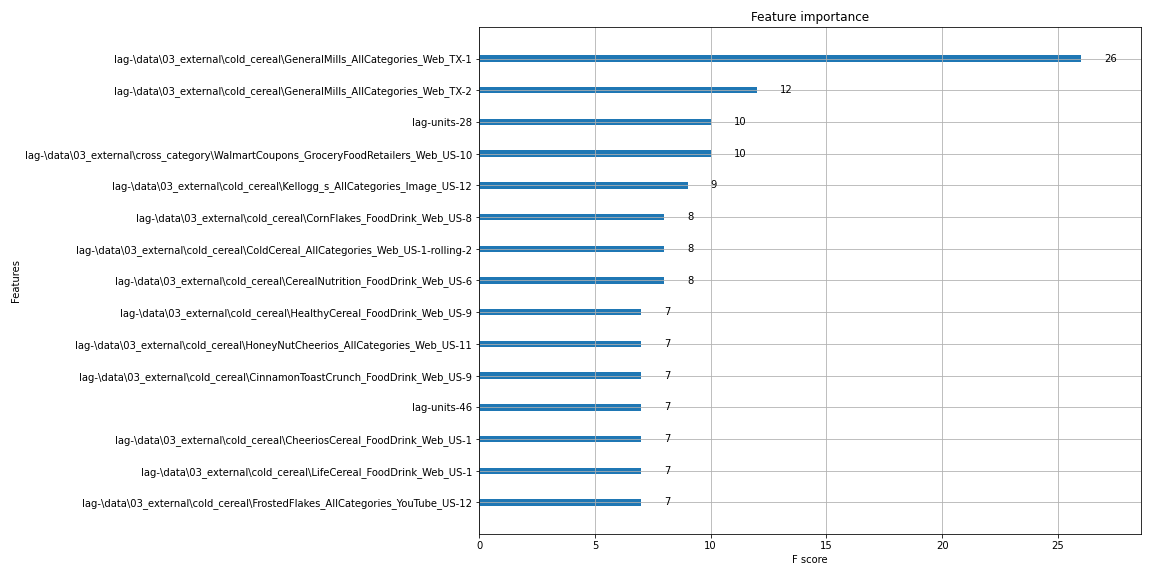 Feature importance
Features
lag-\data\03_external\cold_cereal\GeneralMills_AllCategories_Web_TX-1 26
lag-\data\03_external\cold_cereal\GeneralMills_AllCategories_Web_TX-2 12
lag-units-28 10
lag-\data\03_external\cross_category\WalmartCoupons_GroceryFoodRetailers_Web_US-10 10
lag-\data\03_external\cold_cereal\Kellogg_s_AllCategories_Image_US-12 9
lag-\data\03_external\cold_cereal\CornFlakes_FoodDrink_Web_US-8 8
lag-\data\03_external\cold_cereal\ColdCereal_AllCategories_Web_US-1-rolling-2 8
lag-\data\03_external\cold_cereal\CerealNutrition_FoodDrink_Web_US-6 8
lag-\data\03_external\cold_cereal\HealthyCereal_FoodDrink_Web_US-9 7
lag-\data\03_external\cold_cereal\HoneyNutCheerios_AllCategories_Web_US-11 7
lag-\data\03_external\cold_cereal\CinnamonToastCrunch_FoodDrink_Web_US-9 7
lag-units-46 7
lag-\data\03_external\cold_cereal\CheeriosCereal_FoodDrink_Web_US-1 7
lag-\data\03_external\cold_cereal\LifeCereal_FoodDrink_Web_US-1 7
lag-\data\03_external\cold_cereal\FrostedFlakes_AllCategories_YouTube_US-12 7
0 5 10 15 20 25
F score